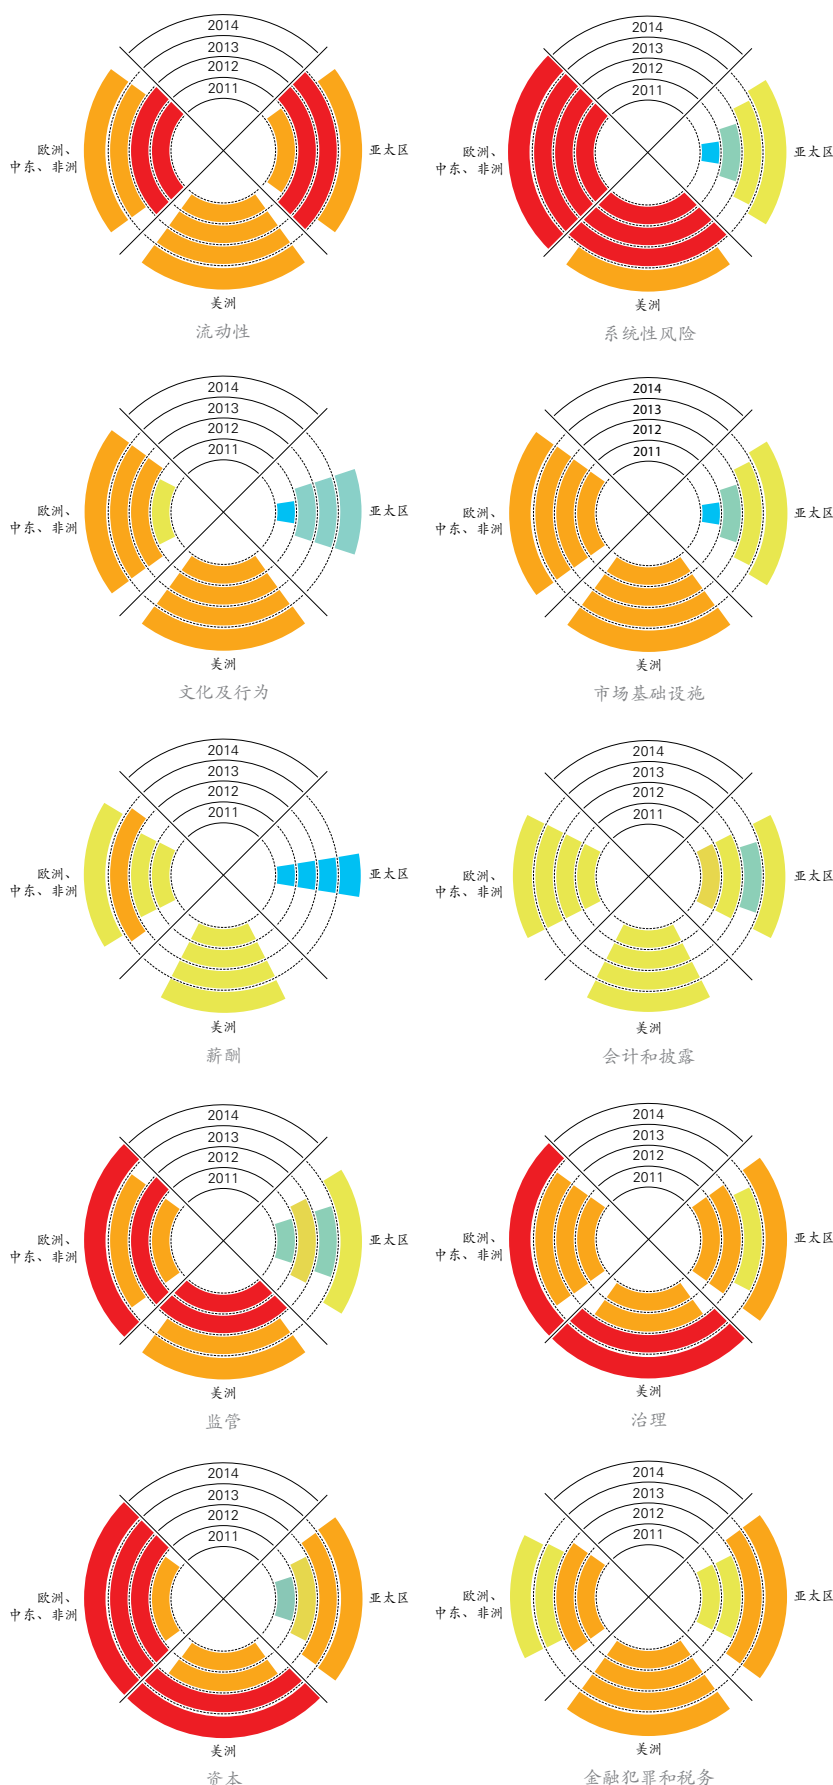 2014
2013
2012
2011
欧洲、
中东、非洲
亚太区
美洲
流动性
2014
2013
2012
2011
欧洲、
中东、非洲
亚太区
美洲
系统性风险
2014
2013
2012
2011
欧洲、
中东、非洲
亚太区
美洲
文化及行为
2014
2013
2012
2011
欧洲、
中东、非洲
亚太区
美洲
市场基础设施
2014
2013
2012
2011
欧洲、
中东、非洲
亚太区
美洲
薪酬
2014
2013
2012
2011
欧洲、
中东、非洲
亚太区
美洲
会计和披露
2014
2013
2012
2011
欧洲、
中东、非洲
亚太区
美洲
监管
2014
2013
2012
2011
欧洲、
中东、非洲
亚太区
美洲
治理
2014
2013
2012
2011
欧洲、
中东、非洲
亚太区
美洲
资本
2014
2013
2012
2011
欧洲、
中东、非洲
亚太区
美洲
金融犯罪和税务